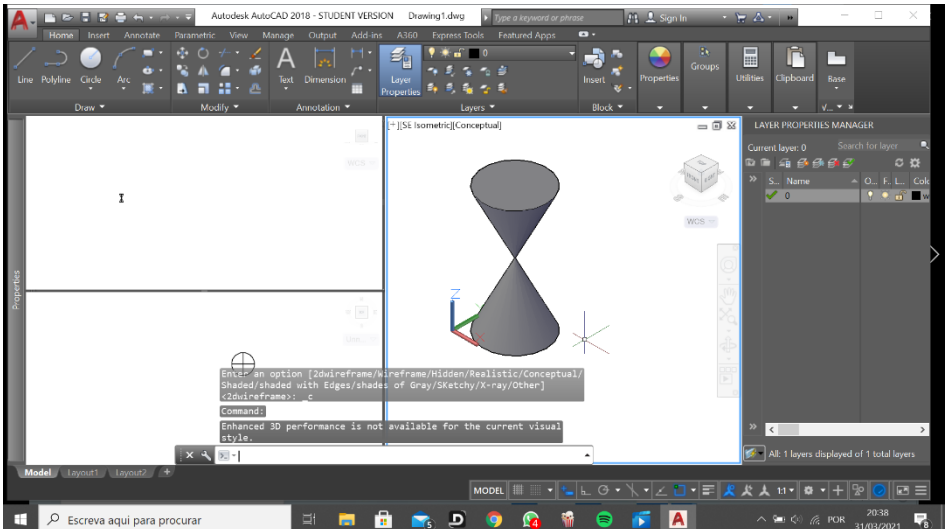 Autodesk AutoCAD 2018 - STUDENT VERSION Drawing1.dwg
Type a keyword or phrase
Sign In
Home Insert Annotate Parametric View Manage Output Add-ins A360 Express Tools Featured Apps
Line Polyline Circle Arc
Text Dimension
Layer Properties
0
Insert
Properties
Groups
Utilities
Clipboard
Base
Draw
Modify
Annotation
Layers
Block
V...
[+][SE Isometric][Conceptual]
WCS
WCS
Z
Properties
LAYER PROPERTIES MANAGER
Current layer: 0
Search for layer
S... Name O... F. L... Colo
0 w
Enter an option [2dwireframe/Wireframe/Hidden/Realistic/Conceptual/
Shaded/shaded with Edges/shades of Gray/SKetchy/X-ray/Other]
<2dwireframe>: _c
Command:
Enhanced 3D performance is not available for the current visual
style.
All: 1 layers displayed of 1 total layers
Model Layout1 Layout2 +
MODEL
1:1
Escreva aqui para procurar
POR
20:38
31/03/2021